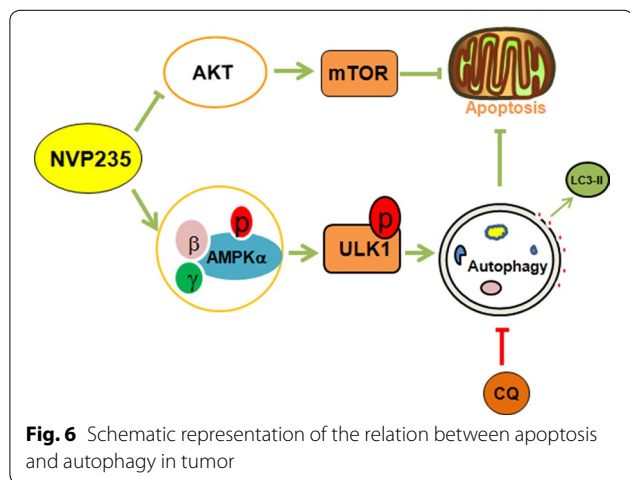 AKT
mTOR
Apoptosis
NVP235
LC3-II
β
p
AMPKα
γ
p
ULK1
Autophagy
CQ
Fig. 6 Schematic representation of the relation between apoptosis
and autophagy in tumor